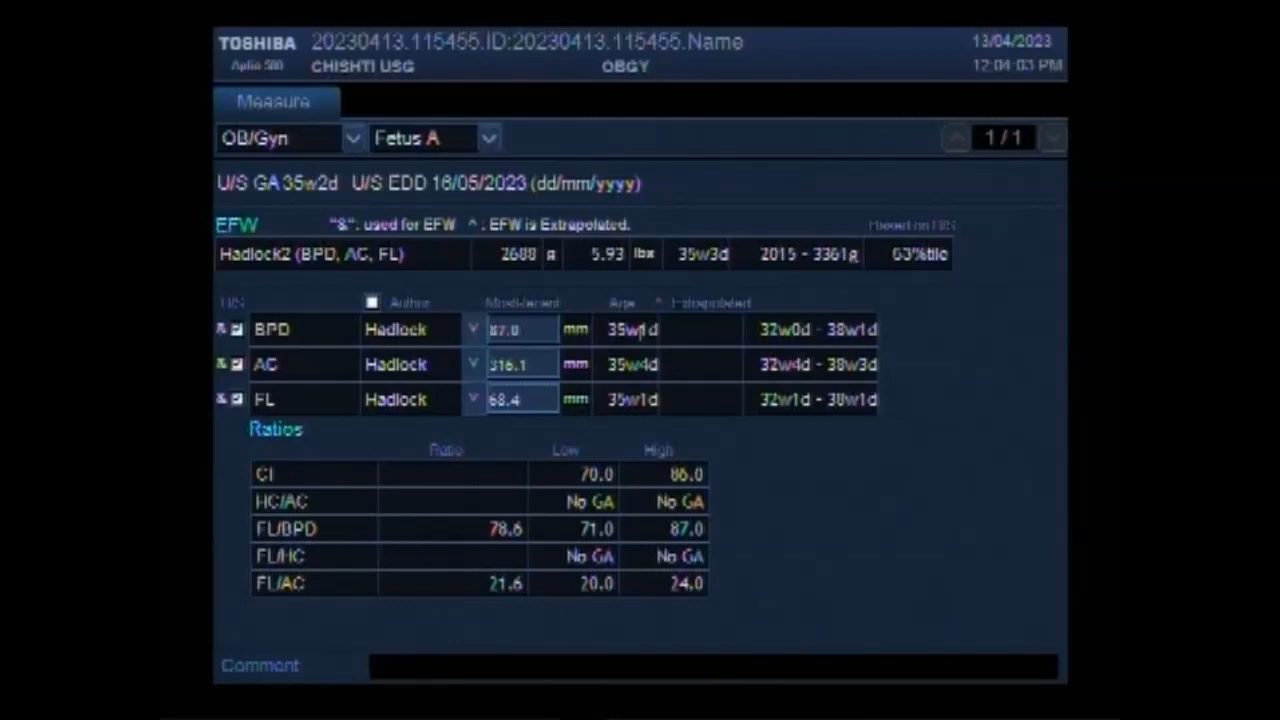 TOSHIBA 20230413.115455.ID:20230413.115455.Name 13/04/2023
Aplio 500 CHISHTI USG OBGY 12:04:03 PM
Measure
OB/Gyn Fetus A 1 / 1
U/S GA 35w2d U/S EDD 16/05/2023 (dd/mm/yyyy)
EFW "&": used for EFW ^ : EFW is Extrapolated.
Hadlock2 (BPD, AC, FL) 2688 g 5.93 lbs 35w3d 2015 - 3361g 63%tile
Author Most-recent Age ^ Extrapolated
& BPD Hadlock 87.0 mm 35w1d 32w0d - 38w1d
& AC Hadlock 316.1 mm 35w4d 32w4d - 38w3d
& FL Hadlock 68.4 mm 35w1d 32w1d - 38w1d
Ratios
Ratio Low High
CI 70.0 86.0
HC/AC No GA No GA
FL/BPD 78.6 71.0 87.0
FL/HC No GA No GA
FL/AC 21.6 20.0 24.0
Comment